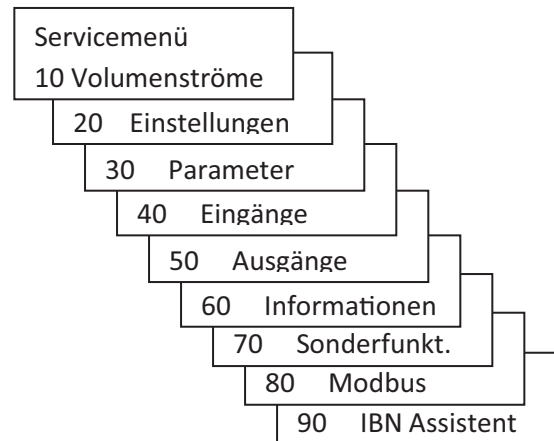 Servicemenü
10 Volumenströme
20 Einstellungen
30 Parameter
40 Eingänge
50 Ausgänge
60 Informationen
70 Sonderfunkt.
80 Modbus
90 IBN Assistent